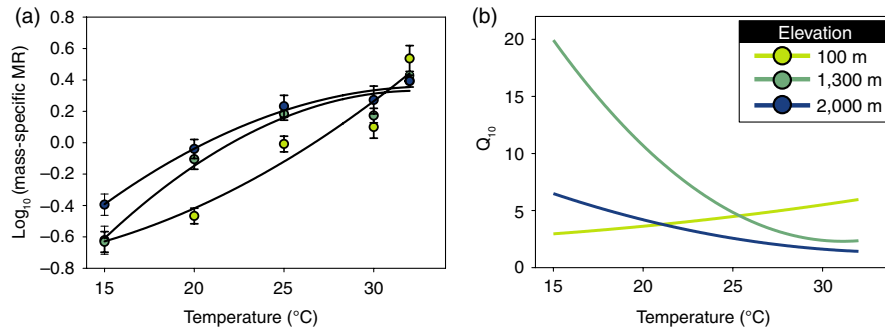 (a)
0.8
0.6
0.4
0.2
0.0
–0.2
–0.4
–0.6
–0.8
Log10 (mass-specific MR)
15 20 25 30
Temperature (°C)
(b)
20
15
10
5
0
Q10
15 20 25 30
Temperature (°C)
Elevation
100 m
1,300 m
2,000 m